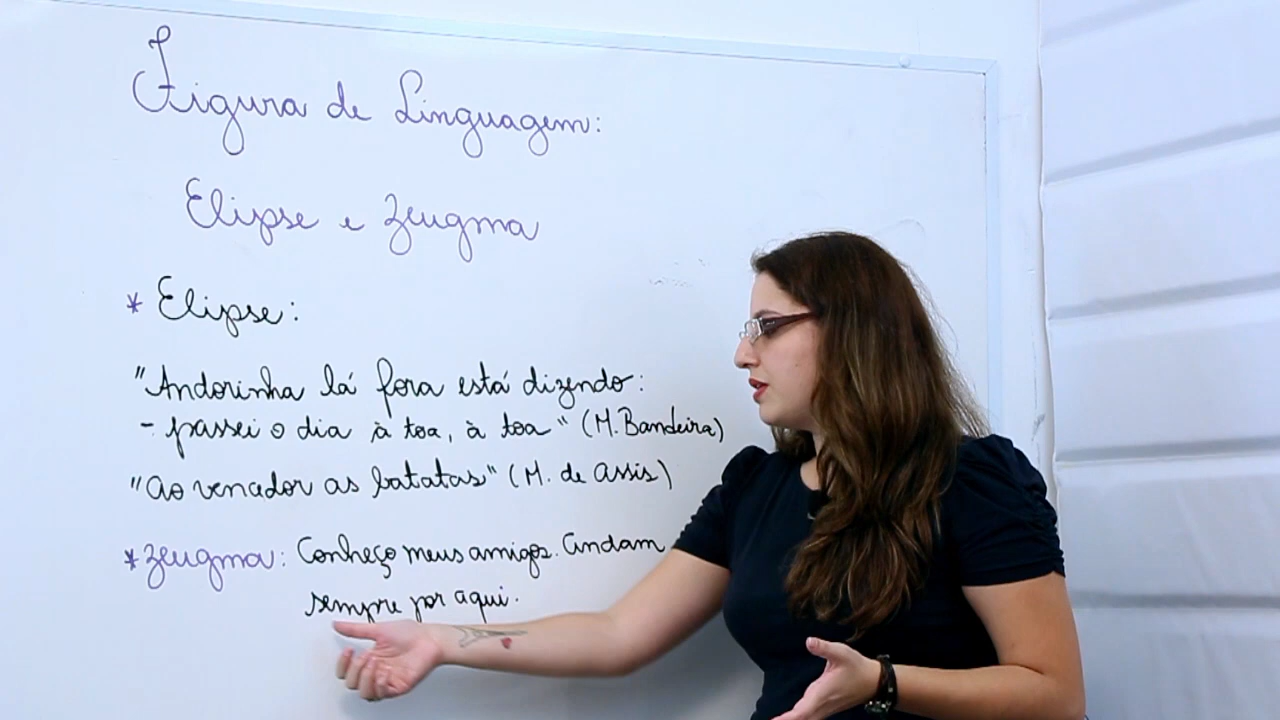 Figura de Linguagem:
Elipse e Zeugma
* Elipse:
"Andorinha lá fora está dizendo:
- passei o dia à toa, à toa" (M. Bandeira)
"Ao vencador as batatas" (M. de Assis)
* Zeugma: Conheço meus amigos. Andam
sempre por aqui.